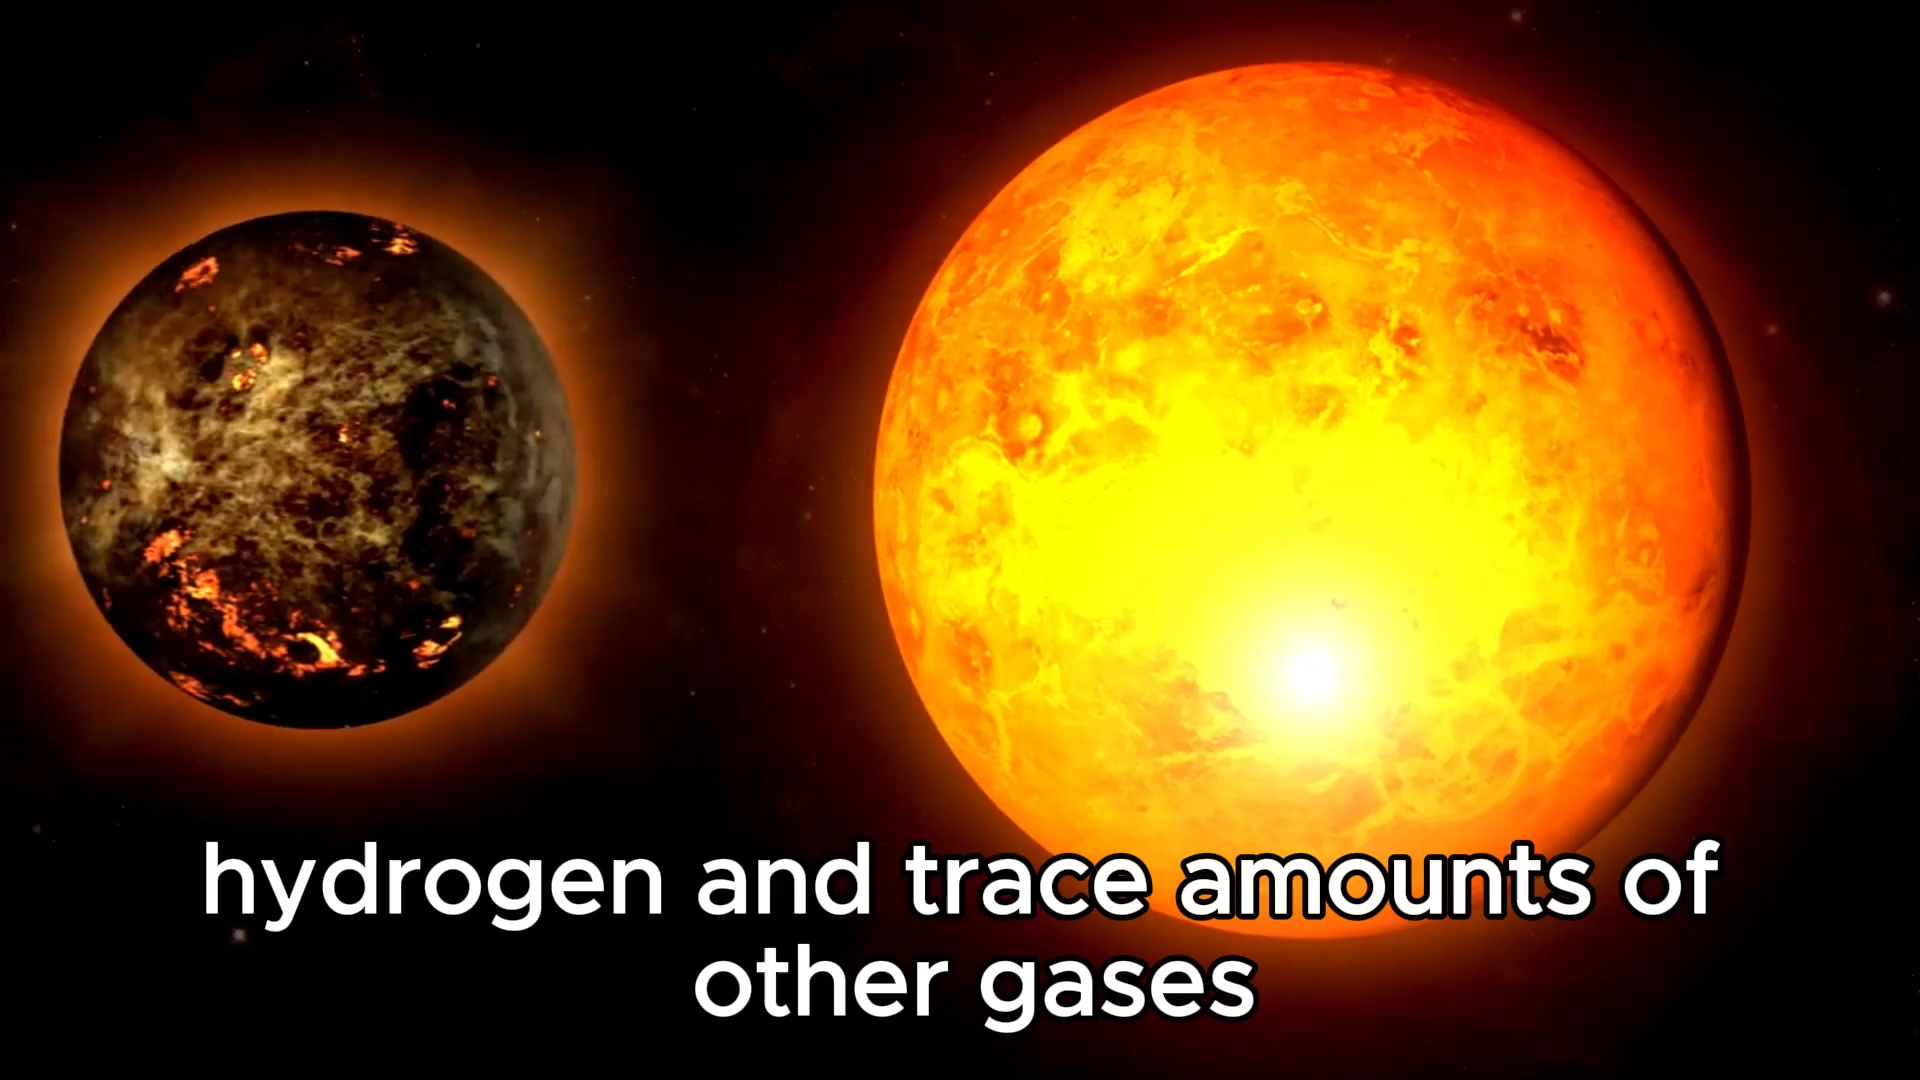 hydrogen and trace amounts of
other gases